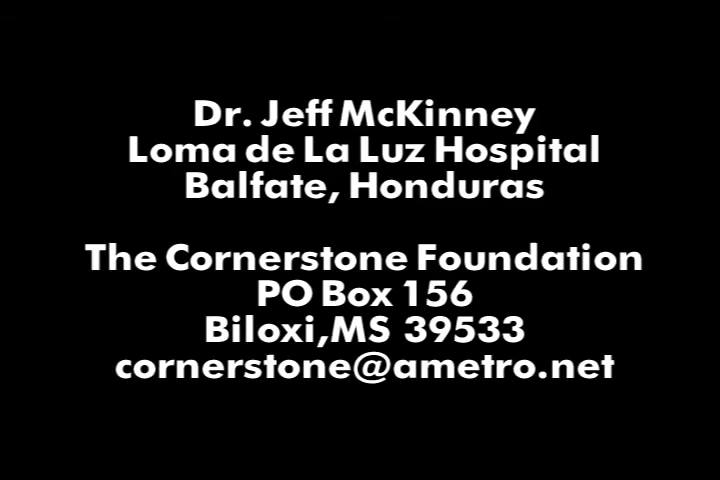 Dr. Jeff McKinney
Loma de La Luz Hospital
Balfate, Honduras
The Cornerstone Foundation
PO Box 156
Biloxi,MS 39533
cornerstone@ametro.net